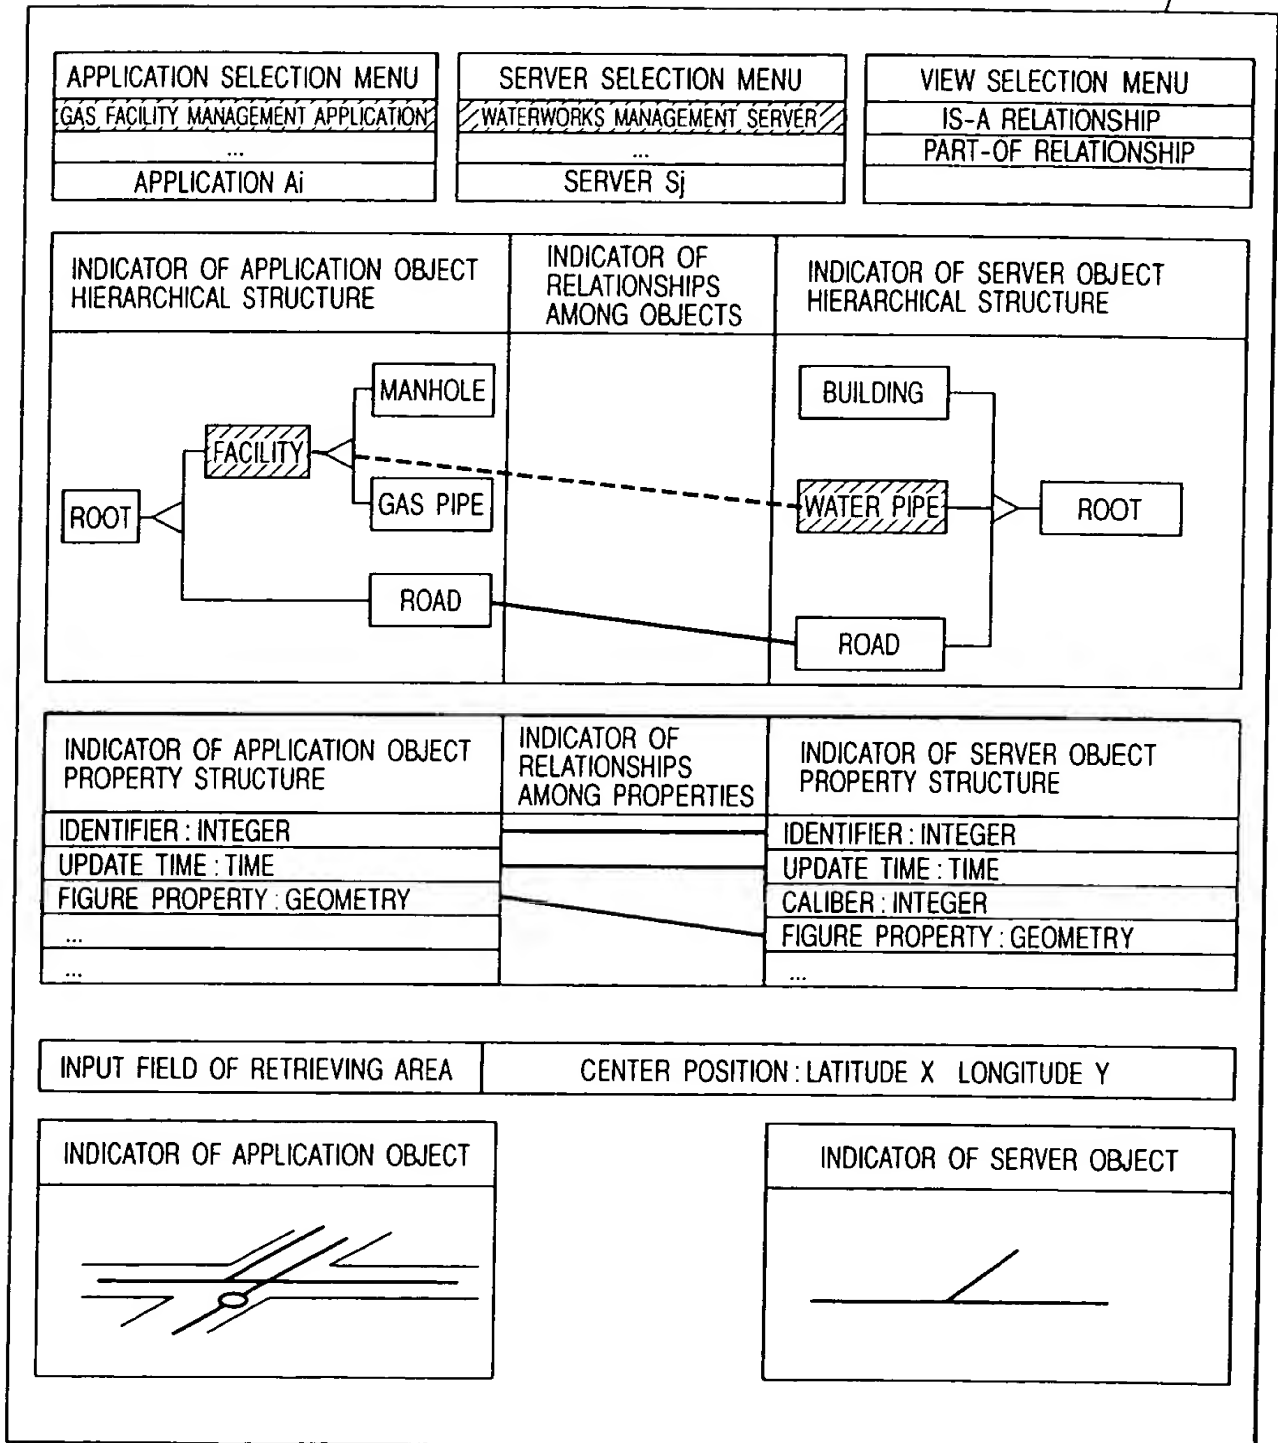 APPLICATION SELECTION MENU
GAS FACILITY MANAGEMENT APPLICATION
...
APPLICATION Ai
SERVER SELECTION MENU
WATERWORKS MANAGEMENT SERVER
...
SERVER Sj
VIEW SELECTION MENU
IS-A RELATIONSHIP
PART-OF RELATIONSHIP
INDICATOR OF APPLICATION OBJECT
HIERARCHICAL STRUCTURE
INDICATOR OF
RELATIONSHIPS
AMONG OBJECTS
INDICATOR OF SERVER OBJECT
HIERARCHICAL STRUCTURE
MANHOLE
FACILITY
GAS PIPE
ROOT
ROAD
BUILDING
WATER PIPE
ROOT
ROAD
INDICATOR OF APPLICATION OBJECT
PROPERTY STRUCTURE
INDICATOR OF
RELATIONSHIPS
AMONG PROPERTIES
INDICATOR OF SERVER OBJECT
PROPERTY STRUCTURE
IDENTIFIER : INTEGER
UPDATE TIME : TIME
FIGURE PROPERTY : GEOMETRY
...
...
IDENTIFIER : INTEGER
UPDATE TIME : TIME
CALIBER : INTEGER
FIGURE PROPERTY : GEOMETRY
...
INPUT FIELD OF RETRIEVING AREA
CENTER POSITION : LATITUDE X LONGITUDE Y
INDICATOR OF APPLICATION OBJECT
INDICATOR OF SERVER OBJECT